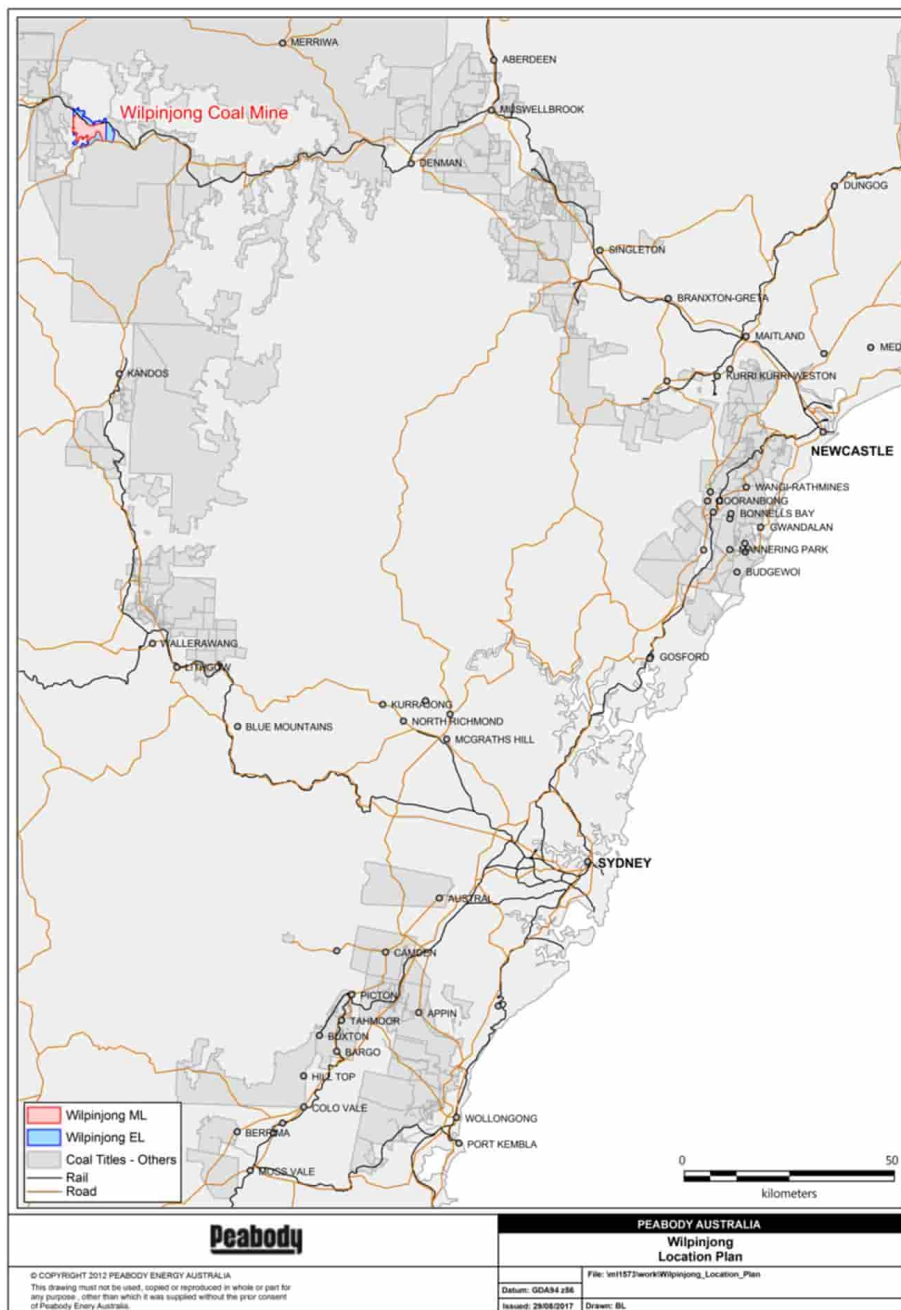 MERRIWA
ABERDEEN
MUSWELLBROOK
Wilpinjong Coal Mine
DENMAN
DUNGOG
SINGLETON
BRANXTON-GRETA
MAITLAND
MED
KANDOS
KURRI KURRI-WESTON
NEWCASTLE
WANGI-RATHMINES
BONNELLS BAY
GWANDALAN
MANNERING PARK
BUDGEWOI
WALLERAWANG
LITHGOW
GOSFORD
KURRAJONG
NORTH RICHMOND
BLUE MOUNTAINS
MCGRATHS HILL
SYDNEY
AUSTRAL
CAMDEN
PICTON
APPIN
TAHMOOR
BUXTON
BARGO
HILL TOP
COLO VALE
WOLLONGONG
BERRIMA
PORT KEMBLA
MOSS VALE
Wilpinjong ML
Wilpinjong EL
Coal Titles - Others
Rail
Road
0 50
kilometers
Peabody
PEABODY AUSTRALIA
Wilpinjong
Location Plan
© COPYRIGHT 2012 PEABODY ENERGY AUSTRALIA
This drawing must not be used, copied or reproduced in whole or part for
any purpose, other than which it was supplied without the prior consent
of Peabody Enery Australia.
File: \ml1573\work\Wilpinjong_Location_Plan
Datum: GDA94 z56
Issued: 29/08/2017 Drawn: BL